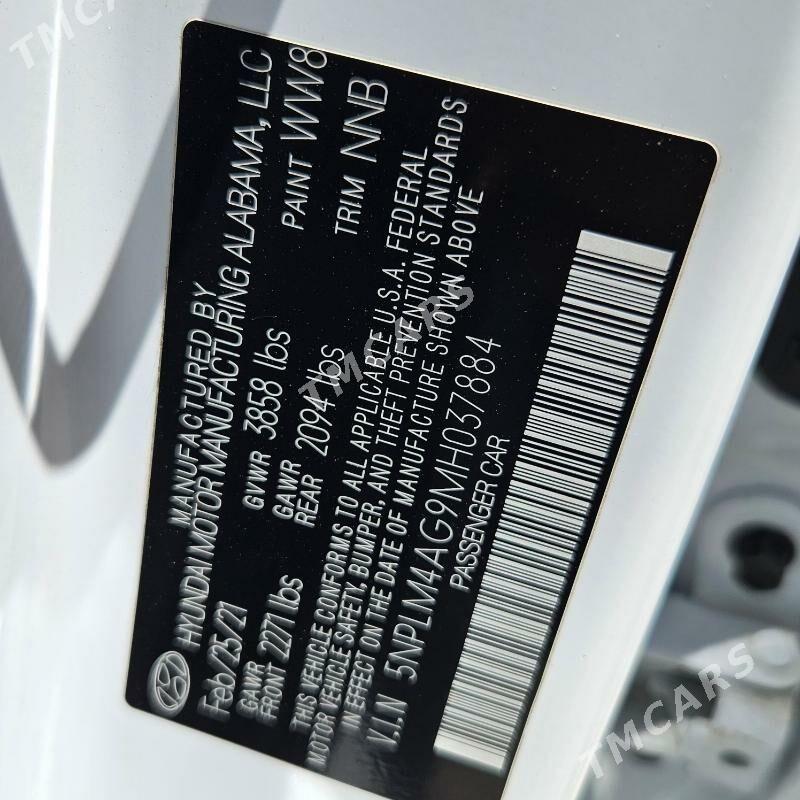 MANUFACTURED BY
HYUNDAI MOTOR MANUFACTURING ALABAMA, LLC
Feb/25/21 GVWR 3858 lbs PAINT WW8
GAWR FRONT 2271 lbs GAWR REAR 2094 lbs TRIM NNB
THIS VEHICLE CONFORMS TO ALL APPLICABLE U.S.A. FEDERAL
MOTOR VEHICLE SAFETY, BUMPER, AND THEFT PREVENTION STANDARDS
IN EFFECT ON THE DATE OF MANUFACTURE SHOWN ABOVE
V.I.N 5NPLM4AG9MH037884
PASSENGER CAR
TMCARS
TMCARS
TMCARS